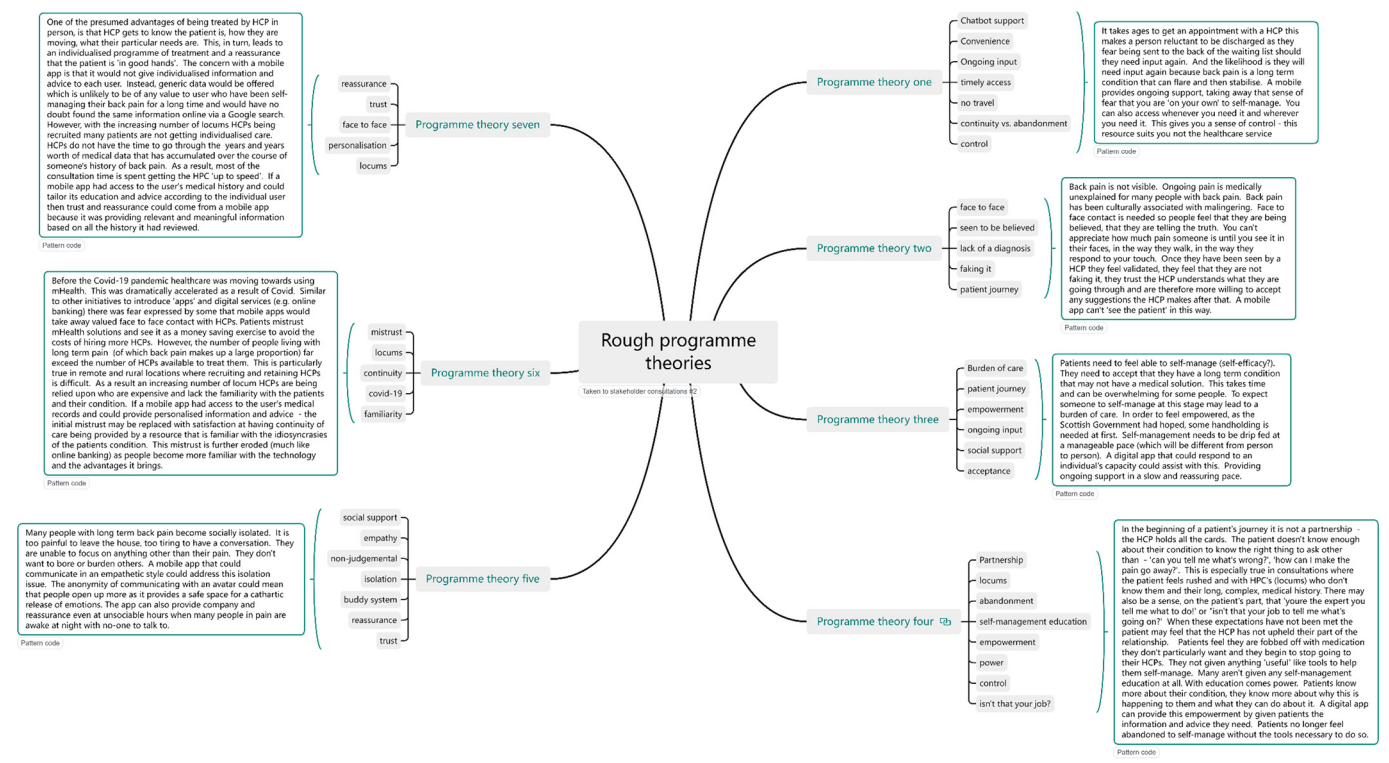 Rough programme
theories
Taken to stakeholder consultations #2
Programme theory one
Chatbot support
Convenience
Ongoing input
timely access
no travel
continuity vs. abandonment
control
It takes ages to get an appointment with a HCP this
makes a person reluctant to be discharged as they
fear being sent to the back of the waiting list should
they need input again. And the likelihood is they will
need input again because back pain is a long term
condition that can flare and then stabilise. A mobile
provides ongoing support, taking away that sense of
fear that you are 'on your own' to self-manage. You
can also access whenever you need it and wherever
you need it. This gives you a sense of control - this
resource suits you not the healthcare service
Pattern code
Programme theory two
face to face
seen to be believed
lack of a diagnosis
faking it
patient journey
Back pain is not visible. Ongoing pain is medically
unexplained for many people with back pain. Back pain
has been culturally associated with malingering. Face to
face contact is needed so people feel that they are being
believed, that they are telling the truth. You can't
appreciate how much pain someone is until you see it in
their faces, in the way they walk, in the way they
respond to your touch. Once they have been seen by a
HCP they feel validated, they feel that they are not
faking it, they trust the HCP understands what they are
going through and are therefore more willing to accept
any suggestions the HCP makes after that. A mobile
app can't 'see the patient' in this way.
Pattern code
Programme theory three
Burden of care
patient journey
empowerment
ongoing input
social support
acceptance
Patients need to feel able to self-manage (self-efficacy?).
They need to accept that they have a long term condition
that may not have a medical solution. This takes time
and can be overwhelming for some people. To expect
someone to self-manage at this stage may lead to a
burden of care. In order to feel empowered, as the
Scottish Government had hoped, some handholding is
needed at first. Self-management needs to be drip fed at
a manageable pace (which will be different from person
to person). A digital app that could respond to an
individual's capacity could assist with this. Providing
ongoing support in a slow and reassuring pace.
Pattern code
Programme theory four
Partnership
locums
abandonment
self-management education
empowerment
power
control
isn't that your job?
In the beginning of a patient's journey it is not a partnership -
the HCP holds all the cards. The patient doesn't know enough
about their condition to know the right thing to ask other
than - 'can you tell me what's wrong?', 'how can I make the
pain go away?'. This is especially true in consultations where
the patient feels rushed and with HPC's (locums) who don't
know them and their long, complex, medical history. There may
also be a sense, on the patient's part, that 'youre the expert you
tell me what to do!' or "isn't that your job to tell me what's
going on?' When these expectations have not been met the
patient may feel that the HCP has not upheld their part of the
relationship. Patients feel they are fobbed off with medication
they don't particularly want and they begin to stop going to
their HCPs. They not given anything 'useful' like tools to help
them self-manage. Many aren't given any self-management
education at all. With education comes power. Patients know
more about their condition, they know more about why this is
happening to them and what they can do about it. A digital app
can provide this empowerment by given patients the
information and advice they need. Patients no longer feel
abandoned to self-manage without the tools necessary to do so.
Pattern code
Programme theory five
social support
empathy
non-judgemental
isolation
buddy system
reassurance
trust
Many people with long term back pain become socially isolated. It is
too painful to leave the house, too tiring to have a conversation. They
are unable to focus on anything other than their pain. They don't
want to bore or burden others. A mobile app that could
communicate in an empathetic style could address this isolation
issue. The anonymity of communicating with an avatar could mean
that people open up more as it provides a safe space for a cathartic
release of emotions. The app can also provide company and
reassurance even at unsociable hours when many people in pain are
awake at night with no-one to talk to.
Pattern code
Programme theory six
mistrust
locums
continuity
covid-19
familiarity
Before the Covid-19 pandemic healthcare was moving towards using
mHealth. This was dramatically accelerated as a result of Covid. Similar
to other initiatives to introduce 'apps' and digital services (e.g. online
banking) there was fear expressed by some that mobile apps would
take away valued face to face contact with HCPs. Patients mistrust
mHealth solutions and see it as a money saving exercise to avoid the
costs of hiring more HCPs. However, the number of people living with
long term pain (of which back pain makes up a large proportion) far
exceed the number of HCPs available to treat them. This is particularly
true in remote and rural locations where recruiting and retaining HCPs
is difficult. As a result an increasing number of locum HCPs are being
relied upon who are expensive and lack the familiarity with the patients
and their condition. If a mobile app had access to the user's medical
records and could provide personalised information and advice - the
initial mistrust may be replaced with satisfaction at having continuity of
care being provided by a resource that is familiar with the idiosyncrasies
of the patients condition. This mistrust is further eroded (much like
online banking) as people become more familiar with the technology
and the advantages it brings.
Pattern code
Programme theory seven
reassurance
trust
face to face
personalisation
locums
One of the presumed advantages of being treated by HCP in
person, is that HCP gets to know the patient is, how they are
moving, what their particular needs are. This, in turn, leads to
an individualised programme of treatment and a reassurance
that the patient is 'in good hands'. The concern with a mobile
app is that it would not give individualised information and
advice to each user. Instead, generic data would be offered
which is unlikely to be of any value to user who have been self-
managing their back pain for a long time and would have no
doubt found the same information online via a Google search.
However, with the increasing number of locums HCPs being
recruited many patients are not getting individualised care.
HCPs do not have the time to go through the years and years
worth of medical data that has accumulated over the course of
someone's history of back pain. As a result, most of the
consultation time is spent getting the HPC 'up to speed'. If a
mobile app had access to the user's medical history and could
tailor its education and advice according to the individual user
then trust and reassurance could come from a mobile app
because it was providing relevant and meaningful information
based on all the history it had reviewed.
Pattern code